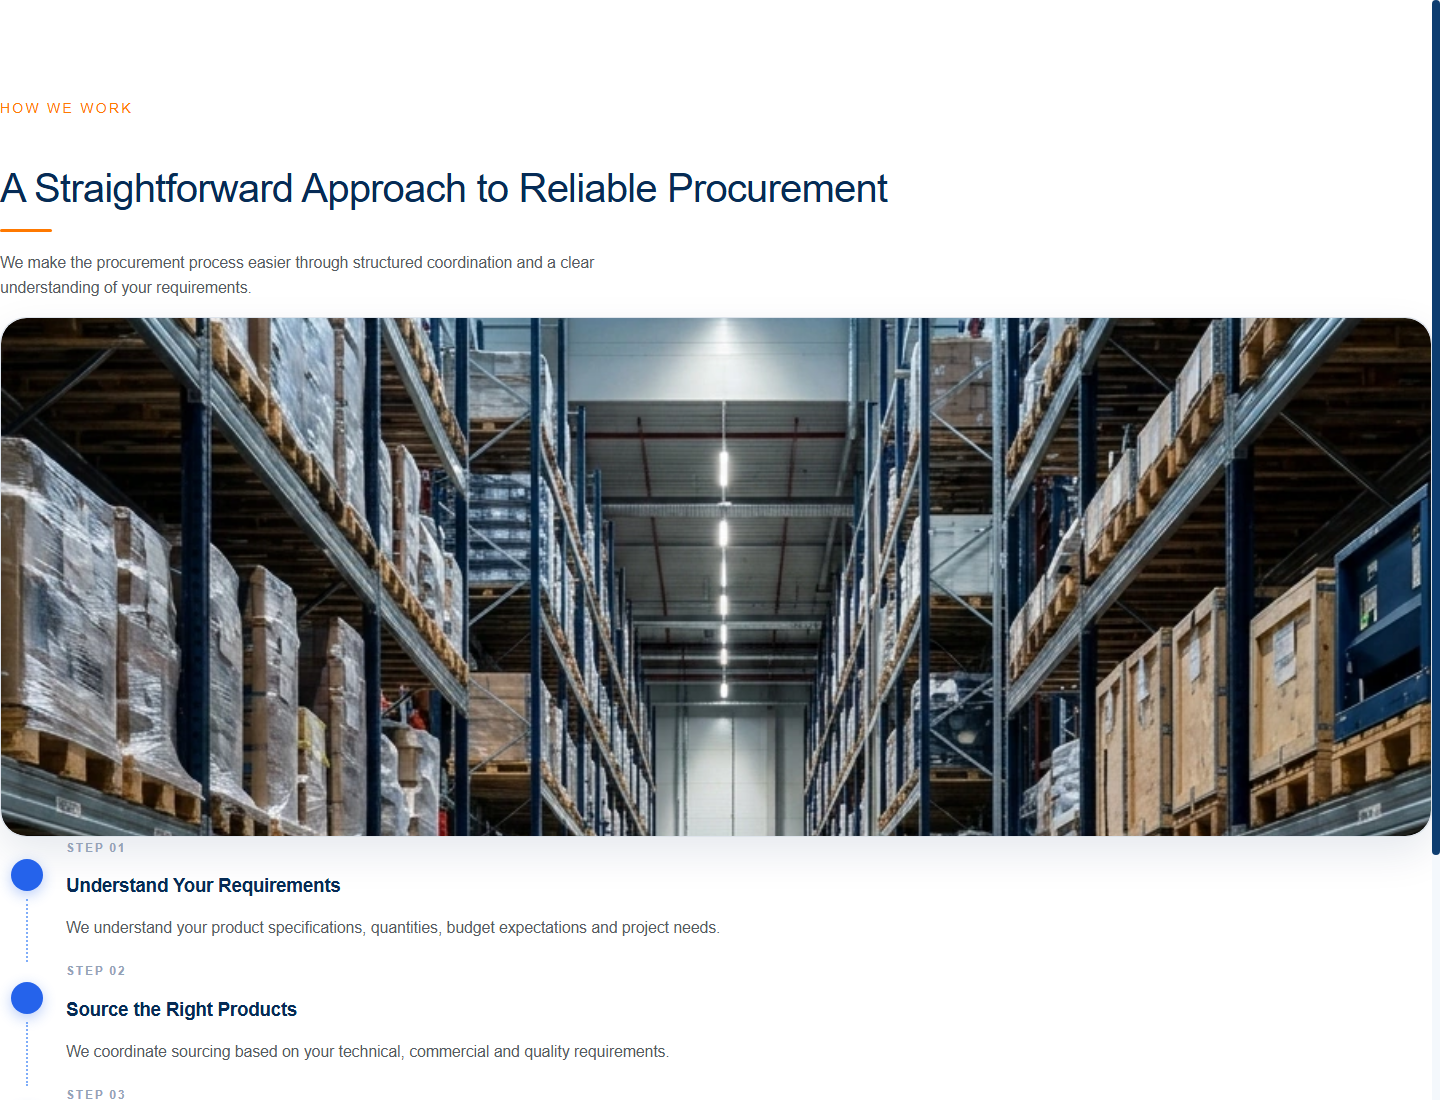 HOW WE WORK
A Straightforward Approach to Reliable Procurement
We make the procurement process easier through structured coordination and a clear
understanding of your requirements.
STEP 01
Understand Your Requirements
We understand your product specifications, quantities, budget expectations and project needs.
STEP 02
Source the Right Products
We coordinate sourcing based on your technical, commercial and quality requirements.
STEP 03